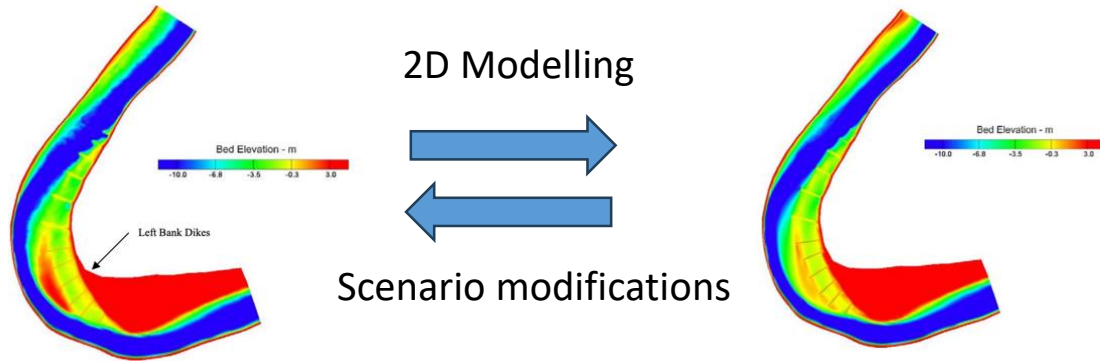 2D Modelling
Bed Elevation - m
-10.0 -6.8 -3.5 -0.3 3.0
Bed Elevation - m
-10.0 -6.8 -3.5 -0.3 3.0
Left Bank Dikes
Scenario modifications